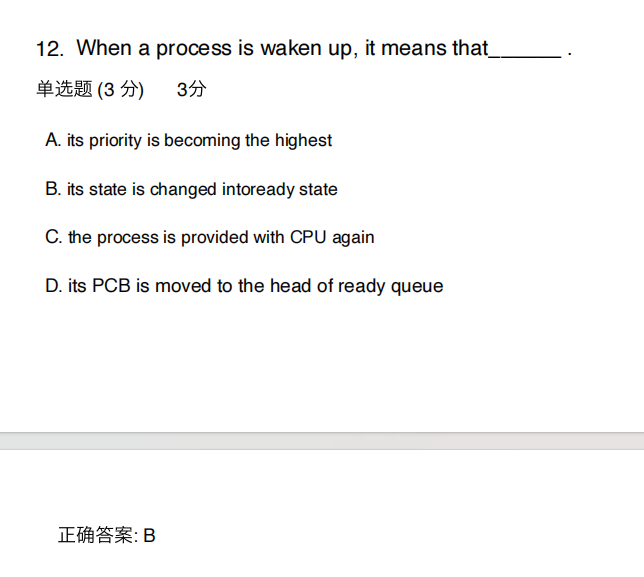 12. When a process is waken up, it means that_______ .
单选题 (3 分) 3分
A. its priority is becoming the highest
B. its state is changed intoready state
C. the process is provided with CPU again
D. its PCB is moved to the head of ready queue
正确答案: B